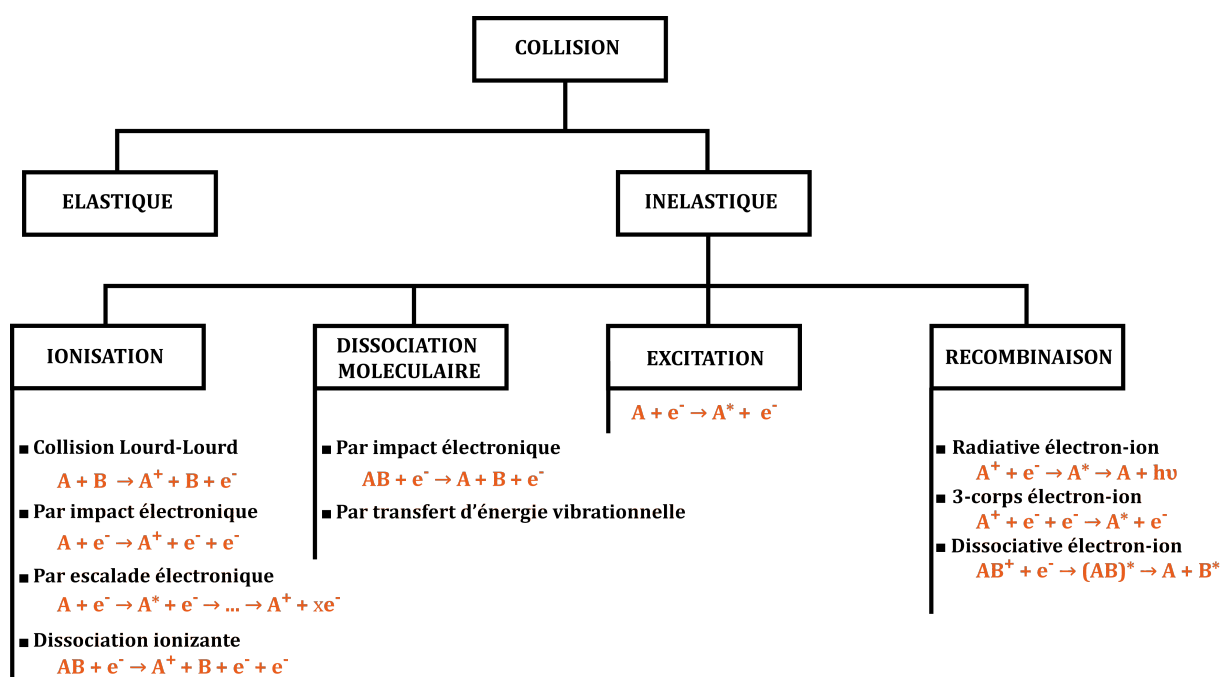 COLLISION
ELASTIQUE
INELASTIQUE
IONISATION
■ Collision Lourd-Lourd
A + B → A⁺ + B + e⁻
■ Par impact électronique
A + e⁻ → A⁺ + e⁻ + e⁻
■ Par escalade électronique
A + e⁻ → A* + e⁻ → ... → A⁺ + xe⁻
■ Dissociation ionizante
AB + e⁻ → A⁺ + B + e⁻ + e⁻
DISSOCIATION
MOLECULAIRE
■ Par impact électronique
AB + e⁻ → A + B + e⁻
■ Par transfert d’énergie vibrationnelle
EXCITATION
A + e⁻ → A* + e⁻
RECOMBINAISON
■ Radiative électron-ion
A⁺ + e⁻ → A* → A + hυ
■ 3-corps électron-ion
A⁺ + e⁻ + e⁻ → A* + e⁻
■ Dissociative électron-ion
AB⁺ + e⁻ → (AB)* → A + B*